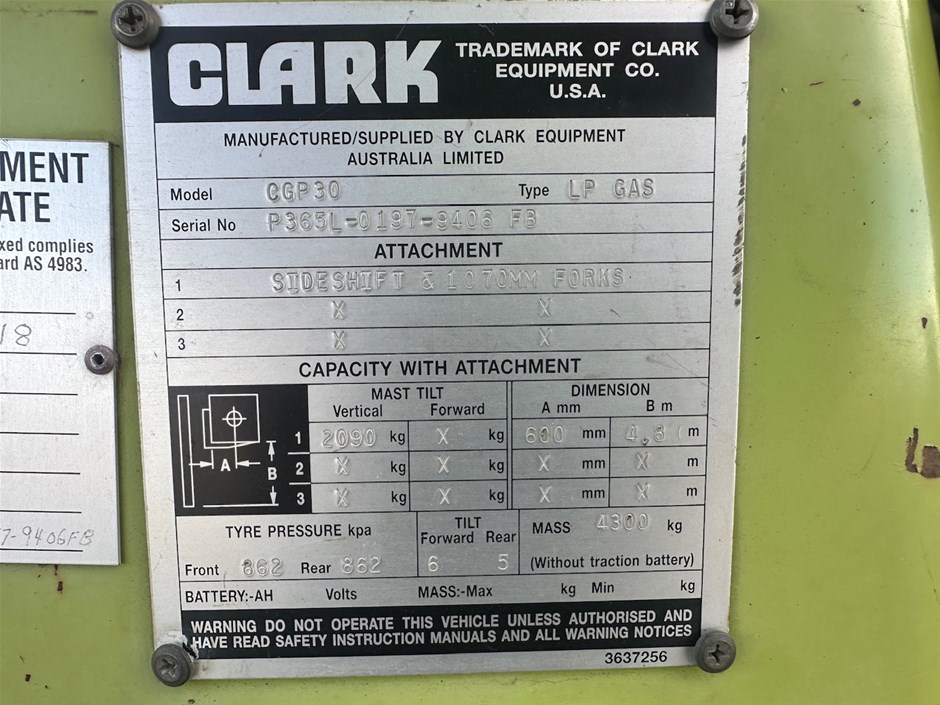 CLARK
TRADEMARK OF CLARK
EQUIPMENT CO.
U.S.A.
MANUFACTURED/SUPPLIED BY CLARK EQUIPMENT
AUSTRALIA LIMITED
Model CGP30 Type LP GAS
Serial No P365L-0197-9406 FB
ATTACHMENT
1 SIDESHIFT & 1070MM FORKS
2 X X
3 X X
CAPACITY WITH ATTACHMENT
MAST TILT DIMENSION
Vertical Forward A mm B m
A B
1 2090 kg X kg 600 mm m
2 X kg X kg X mm X m
3 X kg X kg X mm X m
TYRE PRESSURE kpa TILT MASS 4300 kg
Forward Rear
Front 862 Rear 862 6 5 (Without traction battery)
BATTERY:-AH Volts MASS:-Max kg Min kg
WARNING DO NOT OPERATE THIS VEHICLE UNLESS AUTHORISED AND
HAVE READ SAFETY INSTRUCTION MANUALS AND ALL WARNING NOTICES
3637256
MENT
ATE
xed complies
ard AS 4983.
18
7-9406FB